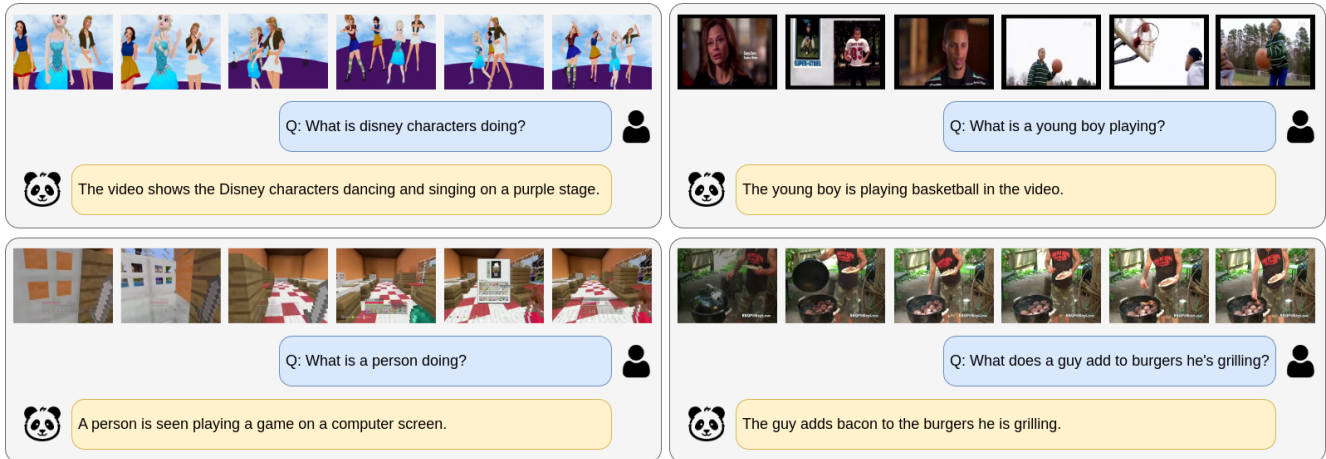 Q: What is disney characters doing?
The video shows the Disney characters dancing and singing on a purple stage.
Q: What is a young boy playing?
The young boy is playing basketball in the video.
Q: What is a person doing?
A person is seen playing a game on a computer screen.
Q: What does a guy add to burgers he's grilling?
The guy adds bacon to the burgers he is grilling.